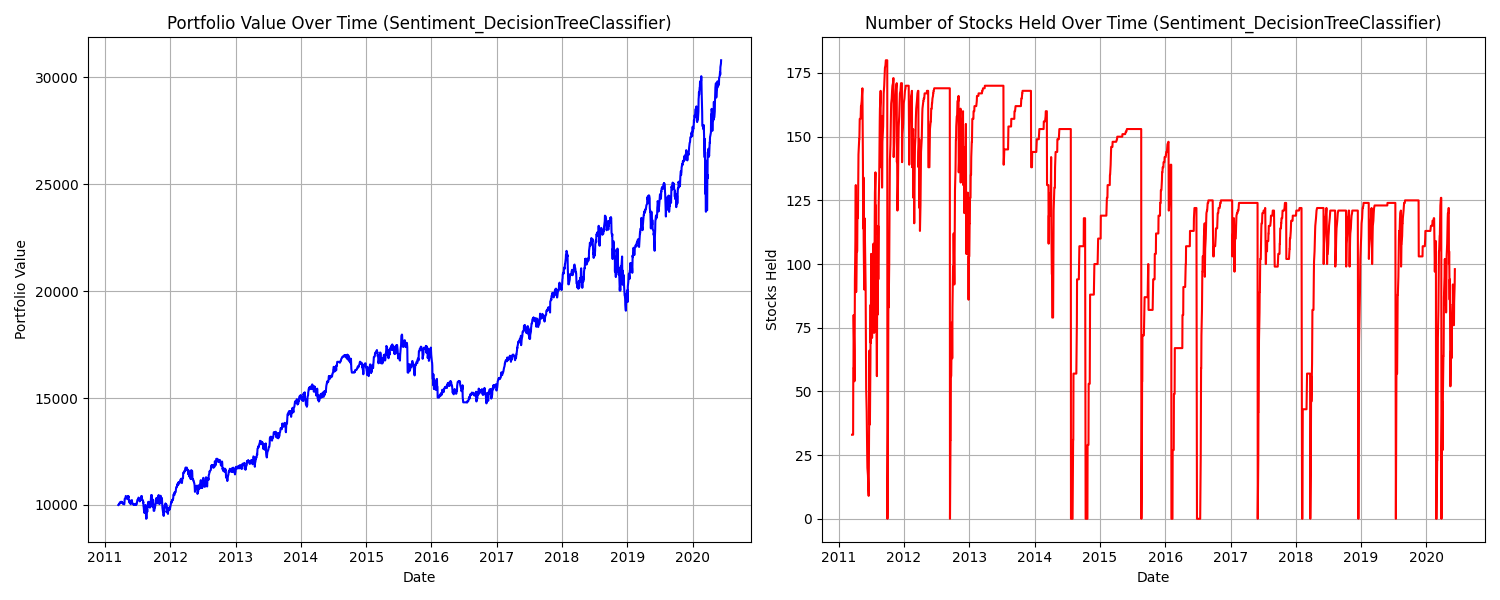 Portfolio Value Over Time (Sentiment_DecisionTreeClassifier)
Portfolio Value
30000
25000
20000
15000
10000
2011 2012 2013 2014 2015 2016 2017 2018 2019 2020
Date
Number of Stocks Held Over Time (Sentiment_DecisionTreeClassifier)
Stocks Held
175
150
125
100
75
50
25
0
2011 2012 2013 2014 2015 2016 2017 2018 2019 2020
Date